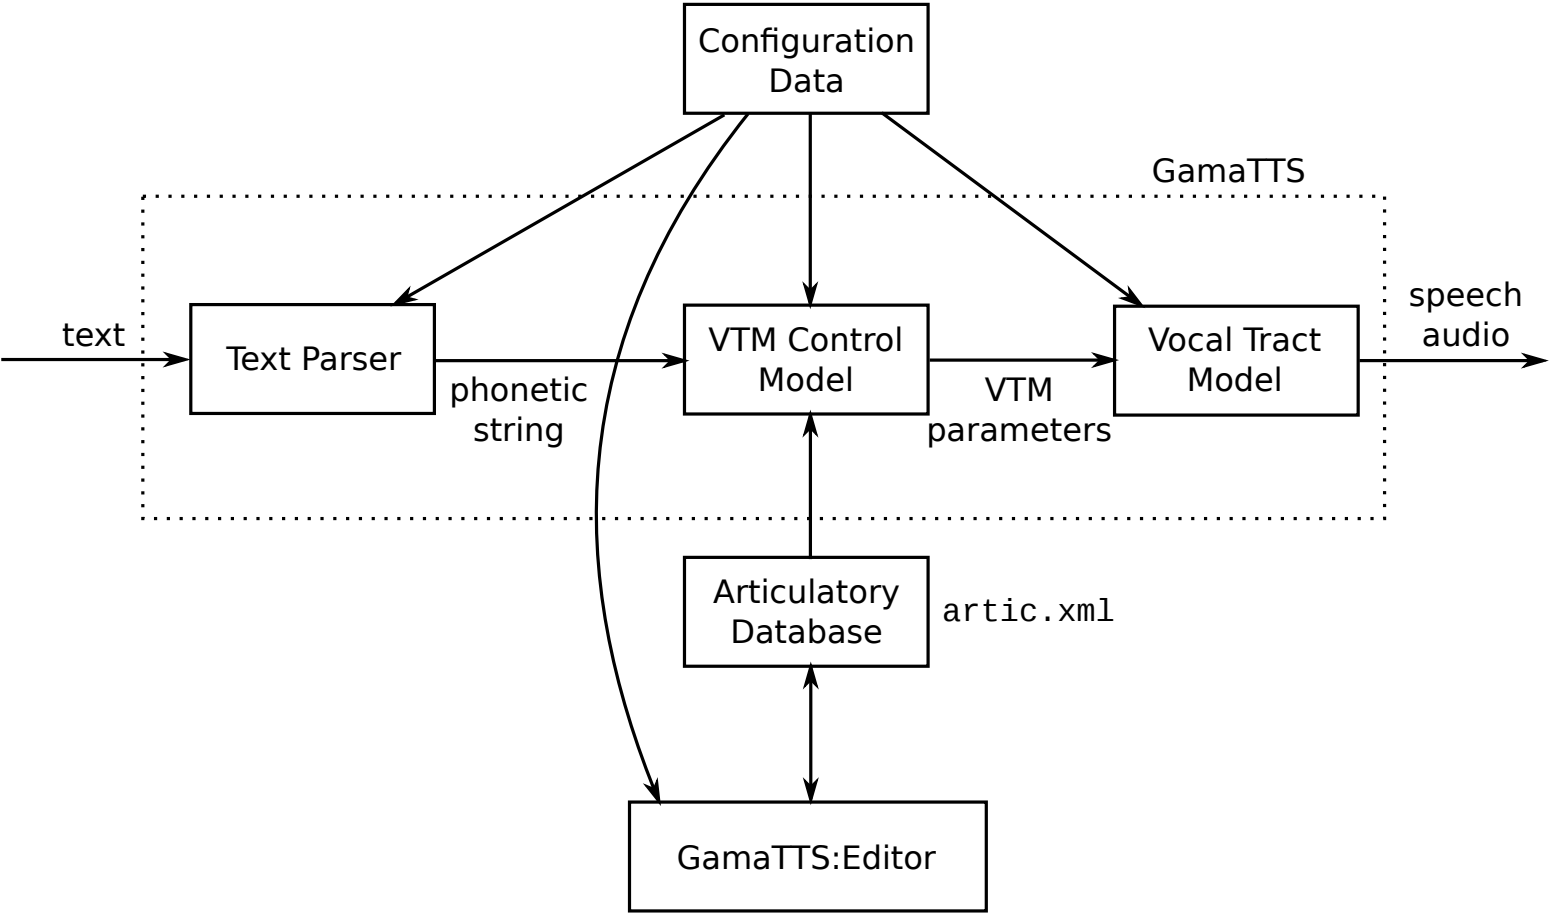 Configuration
Data
GamaTTS
text
Text Parser
phonetic
string
VTM Control
Model
VTM
parameters
Vocal Tract
Model
speech
audio
Articulatory
Database
artic.xml
GamaTTS:Editor